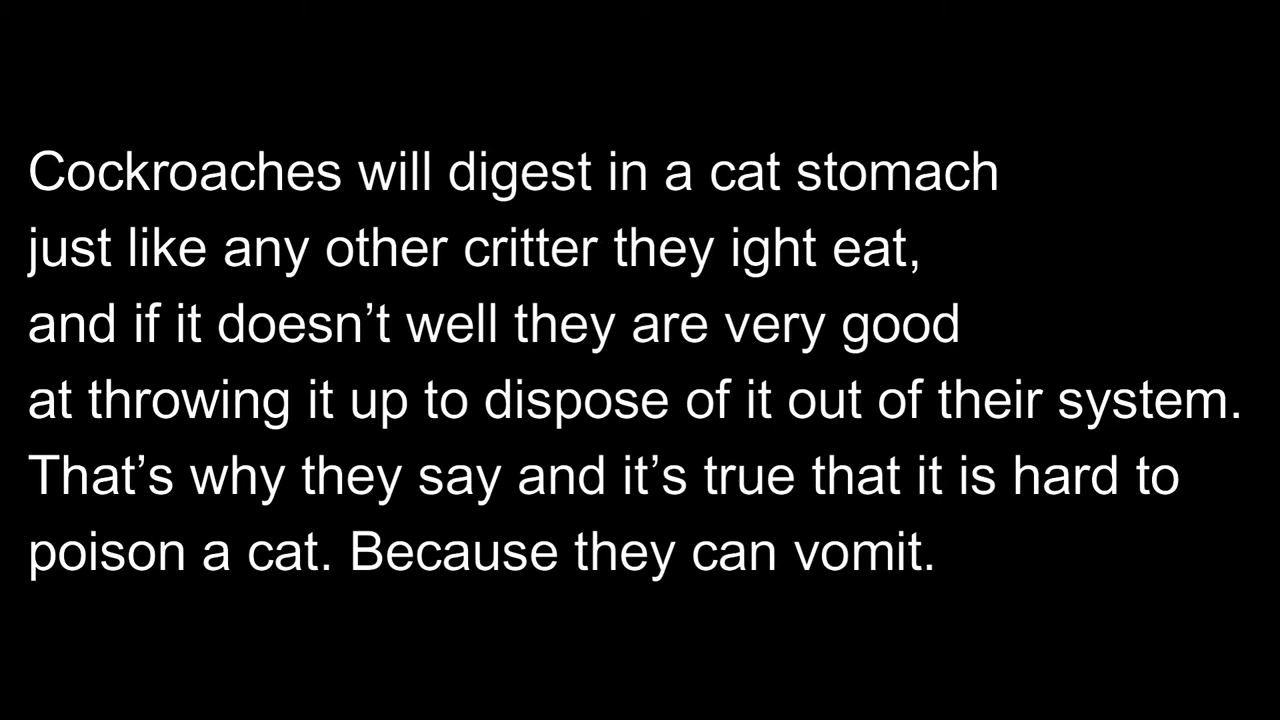 Cockroaches will digest in a cat stomach
just like any other critter they ight eat,
and if it doesn’t well they are very good
at throwing it up to dispose of it out of their system.
That’s why they say and it’s true that it is hard to
poison a cat. Because they can vomit.